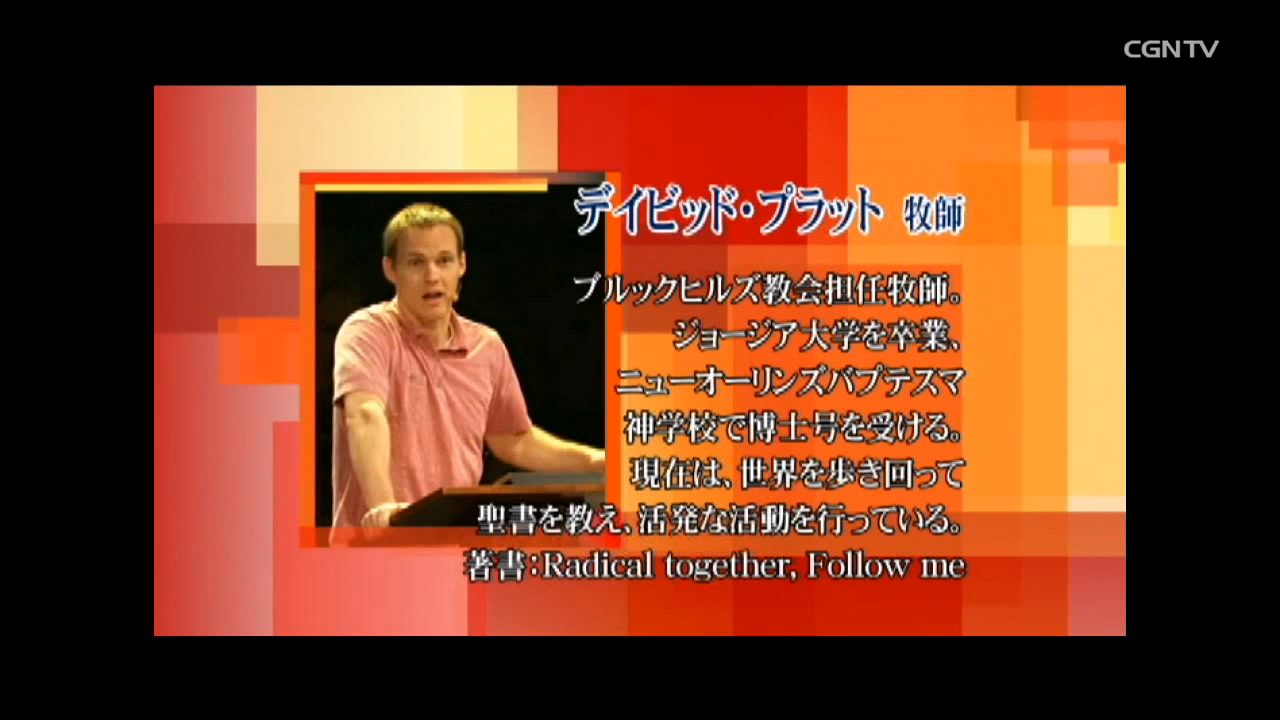 CGNTV
デイビッド・プラット 牧師
ブルックヒルズ教会担任牧師。
ジョージア大学を卒業、
ニューオーリンズバプテスマ
神学校で博士号を受ける。
現在は、世界を歩き回って
聖書を教え、活発な活動を行っている。
著書：Radical together, Follow me